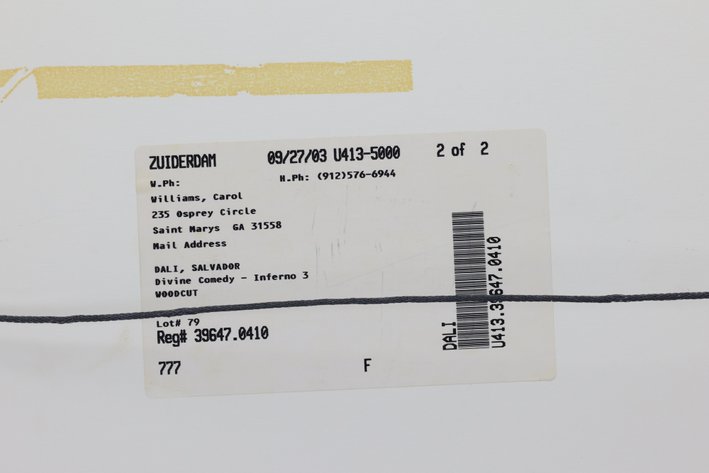 ZUIDERDAM 09/27/03 U413-5000 2 of 2
W.Ph: H.Ph: (912)576-6944
Williams, Carol
235 Osprey Circle
Saint Marys GA 31558
Mail Address
DALI, SALVADOR
Divine Comedy - Inferno 3
WOODCUT
Lot# 79
Reg# 39647.0410
777 F
DALI
U413.39647.0410